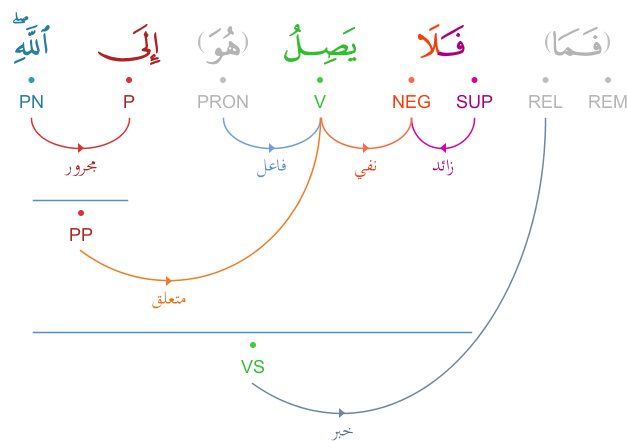 (فَمَا) فَلَا يَصِلُ (هُوَ) إِلَى ٱللَّهِ ۖ
REM REL SUP NEG V PRON P PN
زائد نفي فاعل مجرور
PP
متعلق
VS
خبر